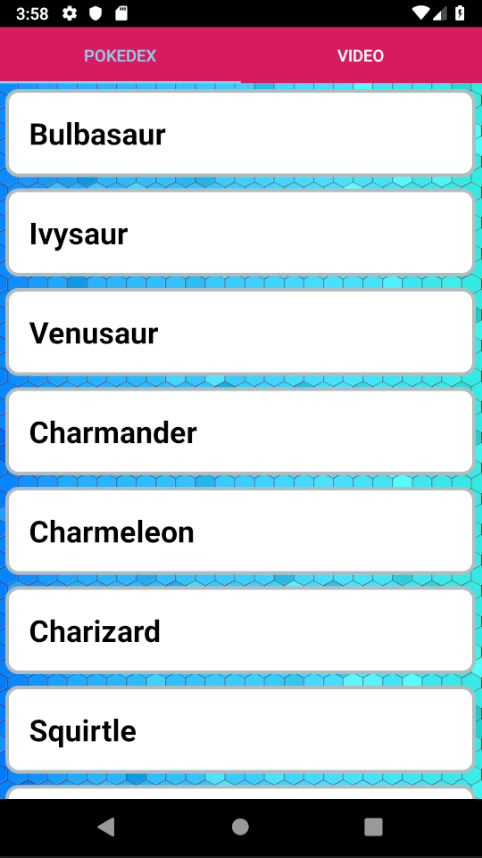 3:58
POKEDEX VIDEO
Bulbasaur
Ivysaur
Venusaur
Charmander
Charmeleon
Charizard
Squirtle